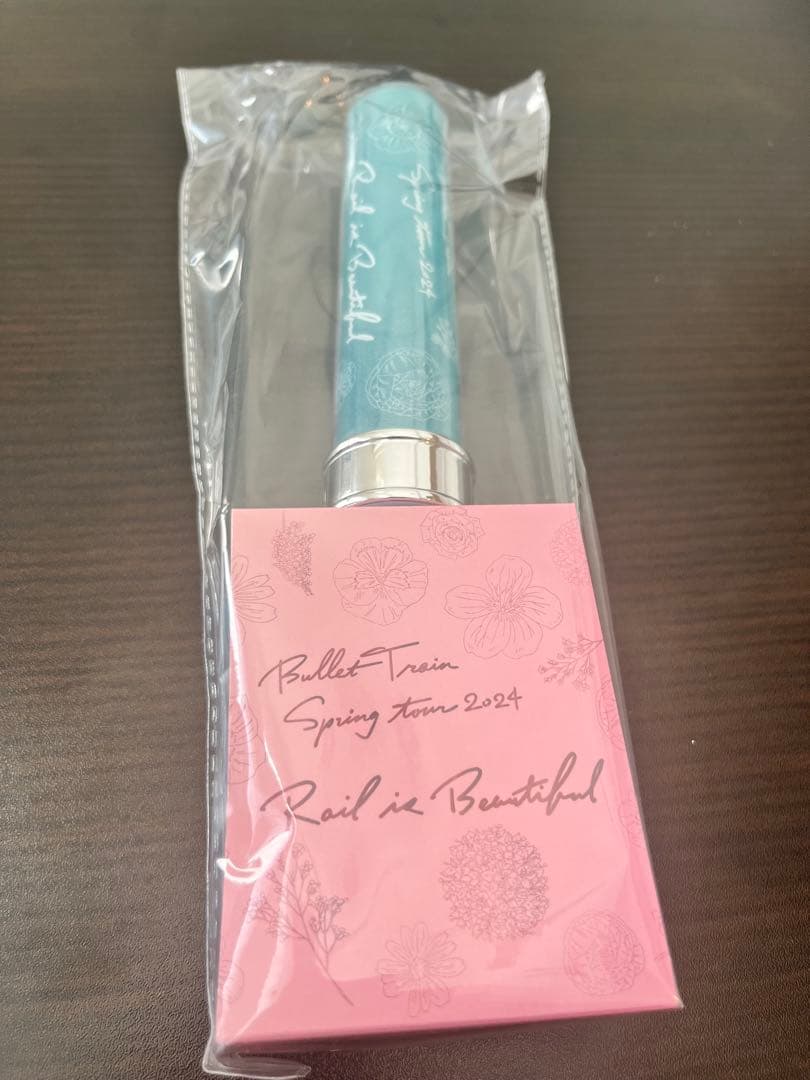 Spring tour 2024
Rail is Beautiful
Bullet Train
Spring tour 2024
Rail is Beautiful